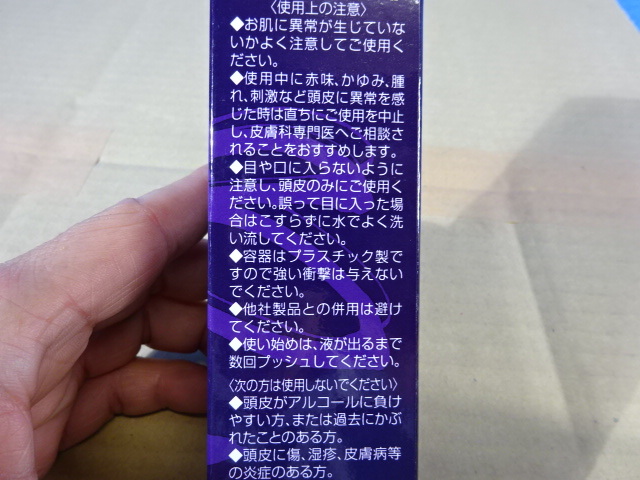 〈使用上の注意〉
◆お肌に異常が生じていな
いかよく注意してご使用く
ださい。
◆使用中に赤味、かゆみ、腫
れ、刺激など頭皮に異常を感
じた時は直ちにご使用を中止
し、皮膚科専門医へご相談さ
れることをおすすめします。
◆目や口に入らないように
注意し、頭皮のみにご使用く
ださい。誤って目に入った場
合はこすらずに水でよく洗
い流してください。
◆容器はプラスチック製で
すので強い衝撃は与えない
でください。
◆他社製品との併用は避け
てください。
◆使い始めは、液が出るまで
数回プッシュしてください。
〈次の方は使用しないでください〉
◆頭皮がアルコールに負け
やすい方、または過去にかぶ
れたことのある方。
◆頭皮に傷、湿疹、皮膚病等
の炎症のある方。